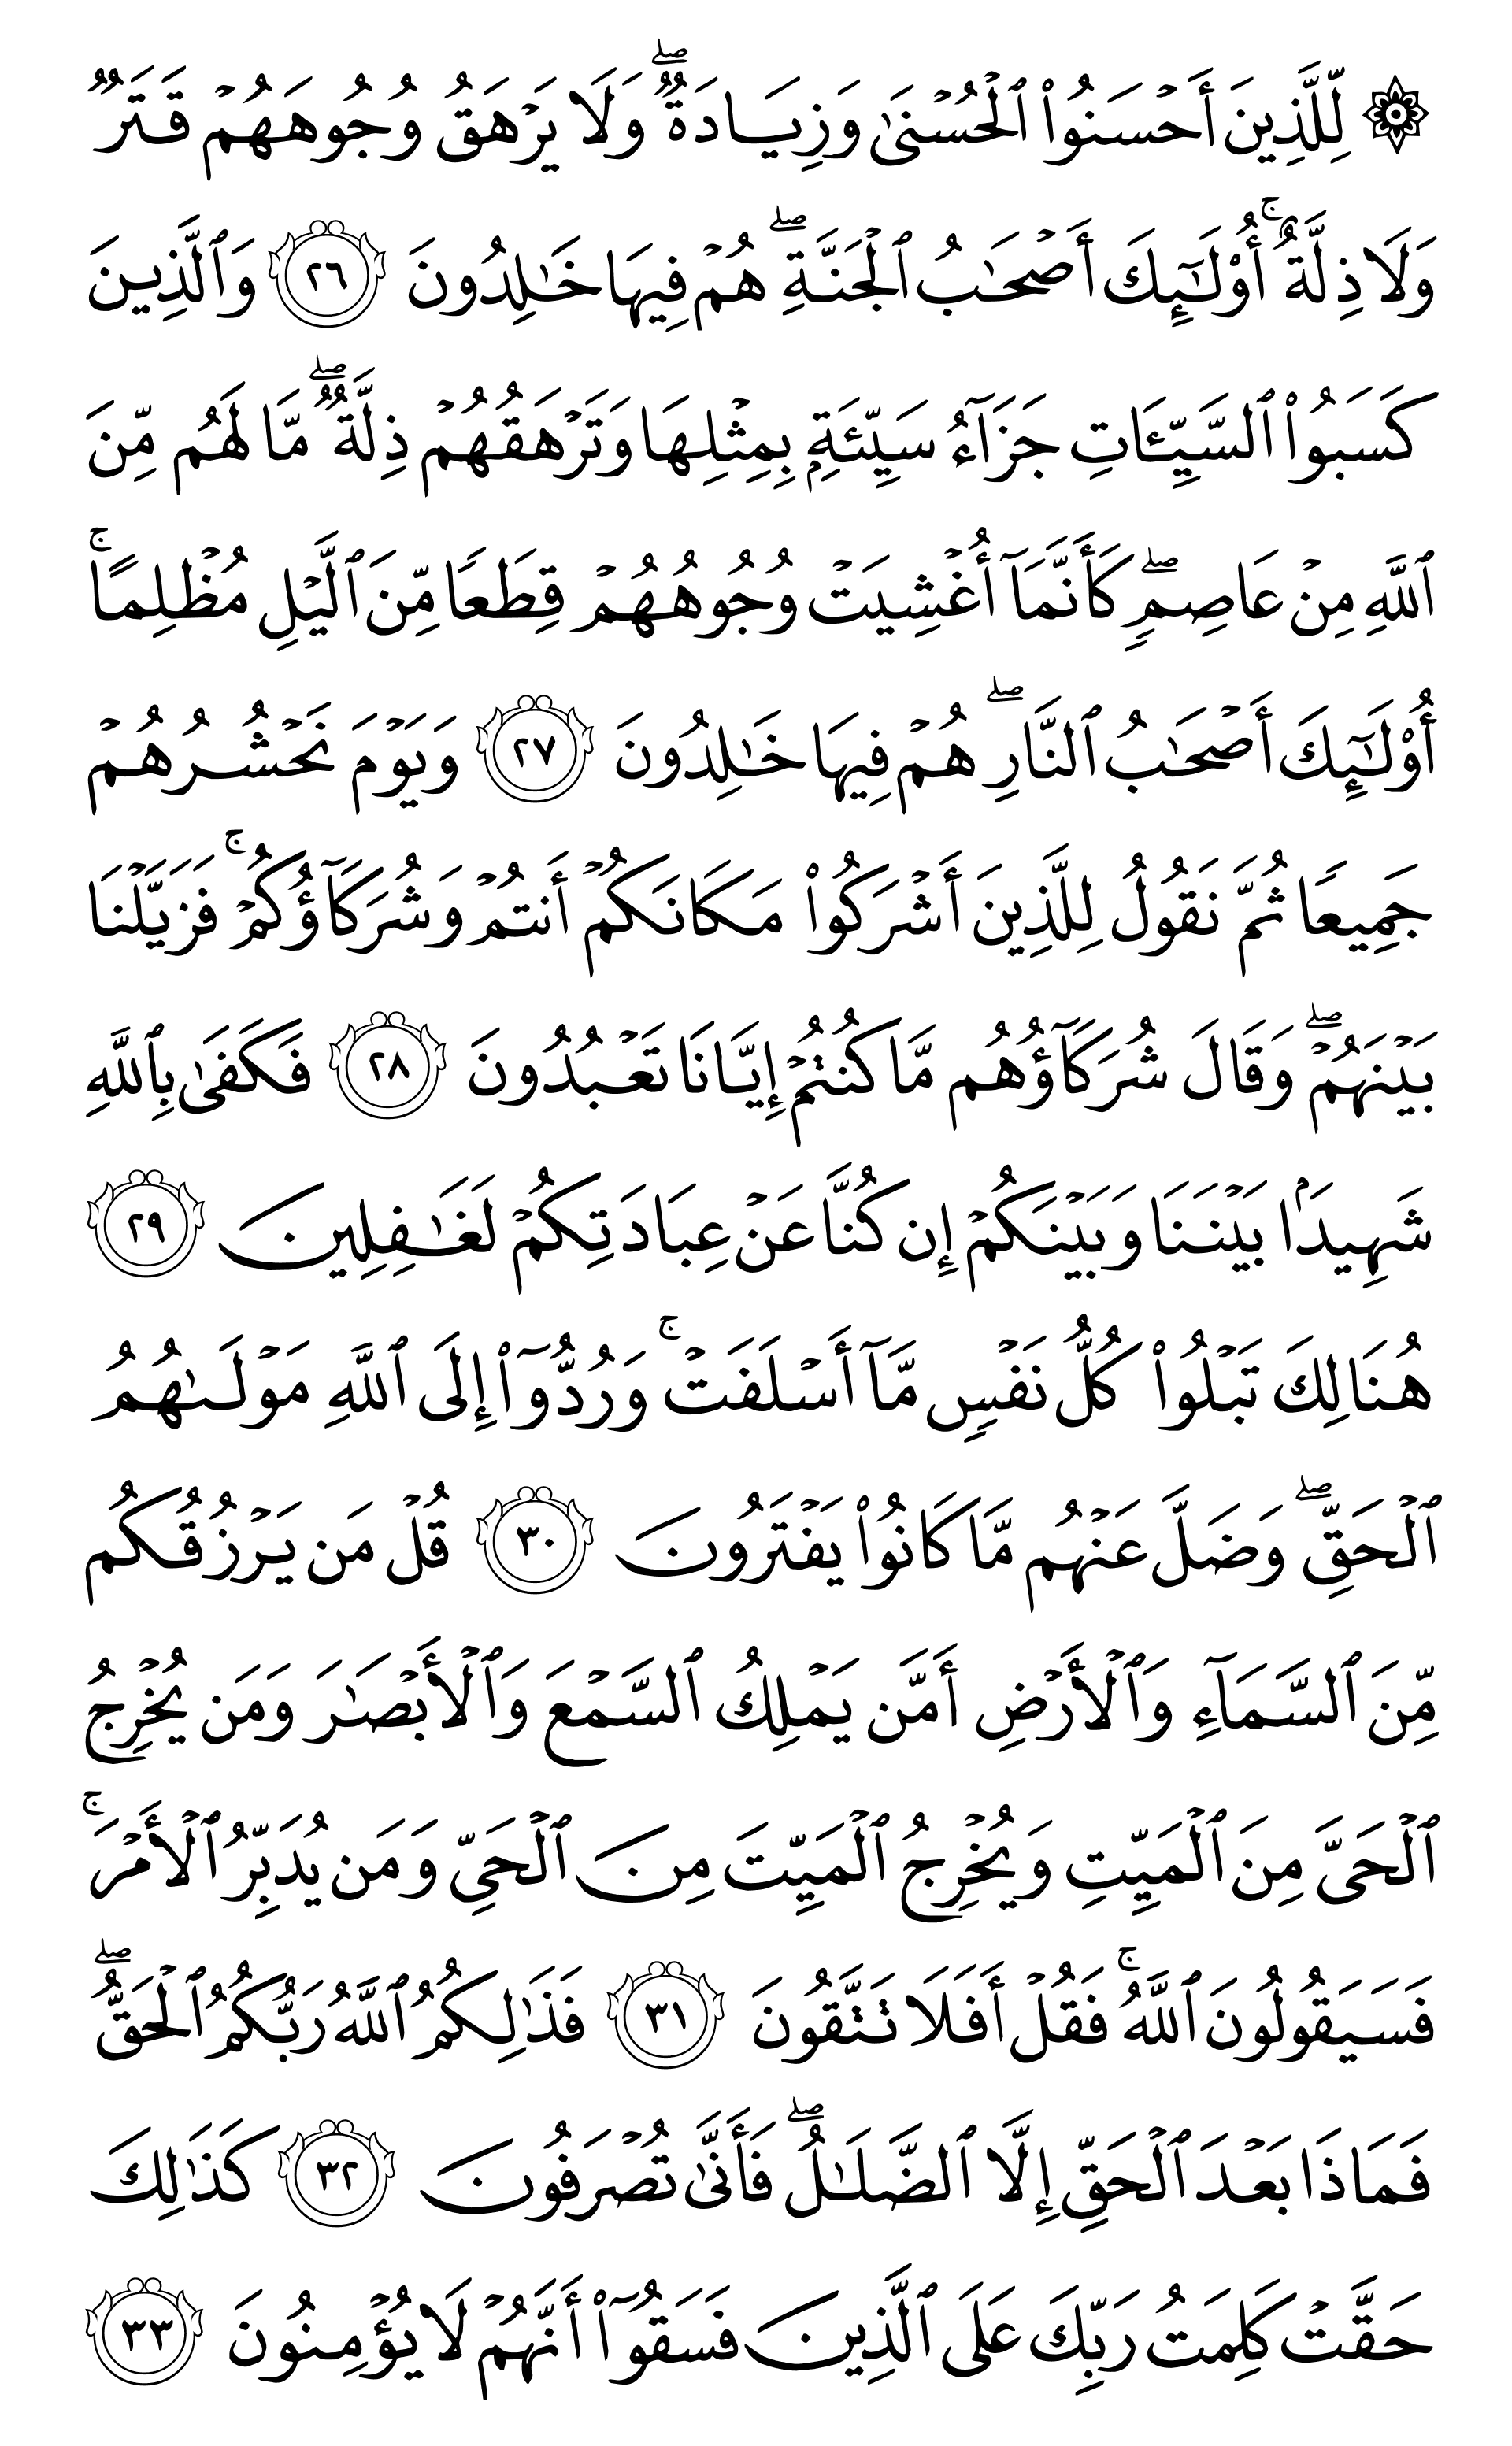 ۞ لِّلَّذِينَ أَحۡسَنُواْ ٱلۡحُسۡنَىٰ وَزِيَادَةٞۖ وَلَا يَرۡهَقُ وُجُوهَهُمۡ قَتَرٞ
وَلَا ذِلَّةٌۚ أُوْلَٰٓئِكَ أَصۡحَٰبُ ٱلۡجَنَّةِۖ هُمۡ فِيهَا خَٰلِدُونَ ٢٦ وَٱلَّذِينَ
كَسَبُواْ ٱلسَّيِّـَٔاتِ جَزَآءُ سَيِّئَةِۭ بِمِثۡلِهَا وَتَرۡهَقُهُمۡ ذِلَّةٞۖ مَّا لَهُم مِّنَ
ٱللَّهِ مِنۡ عَاصِمٖۖ كَأَنَّمَآ أُغۡشِيَتۡ وُجُوهُهُمۡ قِطَعٗا مِّنَ ٱلَّيۡلِ مُظۡلِمًاۚ
أُوْلَٰٓئِكَ أَصۡحَٰبُ ٱلنَّارِۖ هُمۡ فِيهَا خَٰلِدُونَ ٢٧ وَيَوۡمَ نَحۡشُرُهُمۡ
جَمِيعٗا ثُمَّ نَقُولُ لِلَّذِينَ أَشۡرَكُواْ مَكَانَكُمۡ أَنتُمۡ وَشُرَكَآؤُكُمۡۚ فَزَيَّلۡنَا
بَيۡنَهُمۡۖ وَقَالَ شُرَكَآؤُهُم مَّا كُنتُمۡ إِيَّانَا تَعۡبُدُونَ ٢٨ فَكَفَىٰ بِٱللَّهِ
شَهِيدَۢا بَيۡنَنَا وَبَيۡنَكُمۡ إِن كُنَّا عَنۡ عِبَادَتِكُمۡ لَغَٰفِلِينَ ٢٩
هُنَالِكَ تَبۡلُواْ كُلُّ نَفۡسٖ مَّآ أَسۡلَفَتۡۚ وَرُدُّوٓاْ إِلَى ٱللَّهِ مَوۡلَىٰهُمُ
ٱلۡحَقِّۖ وَضَلَّ عَنۡهُم مَّا كَانُواْ يَفۡتَرُونَ ٣٠ قُلۡ مَن يَرۡزُقُكُم
مِّنَ ٱلسَّمَآءِ وَٱلۡأَرۡضِ أَمَّن يَمۡلِكُ ٱلسَّمۡعَ وَٱلۡأَبۡصَٰرَ وَمَن يُخۡرِجُ
ٱلۡحَيَّ مِنَ ٱلۡمَيِّتِ وَيُخۡرِجُ ٱلۡمَيِّتَ مِنَ ٱلۡحَيِّ وَمَن يُدَبِّرُ ٱلۡأَمۡرَۚ
فَسَيَقُولُونَ ٱللَّهُۚ فَقُلۡ أَفَلَا تَتَّقُونَ ٣١ فَذَٰلِكُمُ ٱللَّهُ رَبُّكُمُ ٱلۡحَقُّۖ
فَمَاذَا بَعۡدَ ٱلۡحَقِّ إِلَّا ٱلضَّلَٰلُۖ فَأَنَّىٰ تُصۡرَفُونَ ٣٢ كَذَٰلِكَ
حَقَّتۡ كَلِمَتُ رَبِّكَ عَلَى ٱلَّذِينَ فَسَقُوٓاْ أَنَّهُمۡ لَا يُؤۡمِنُونَ ٣٣